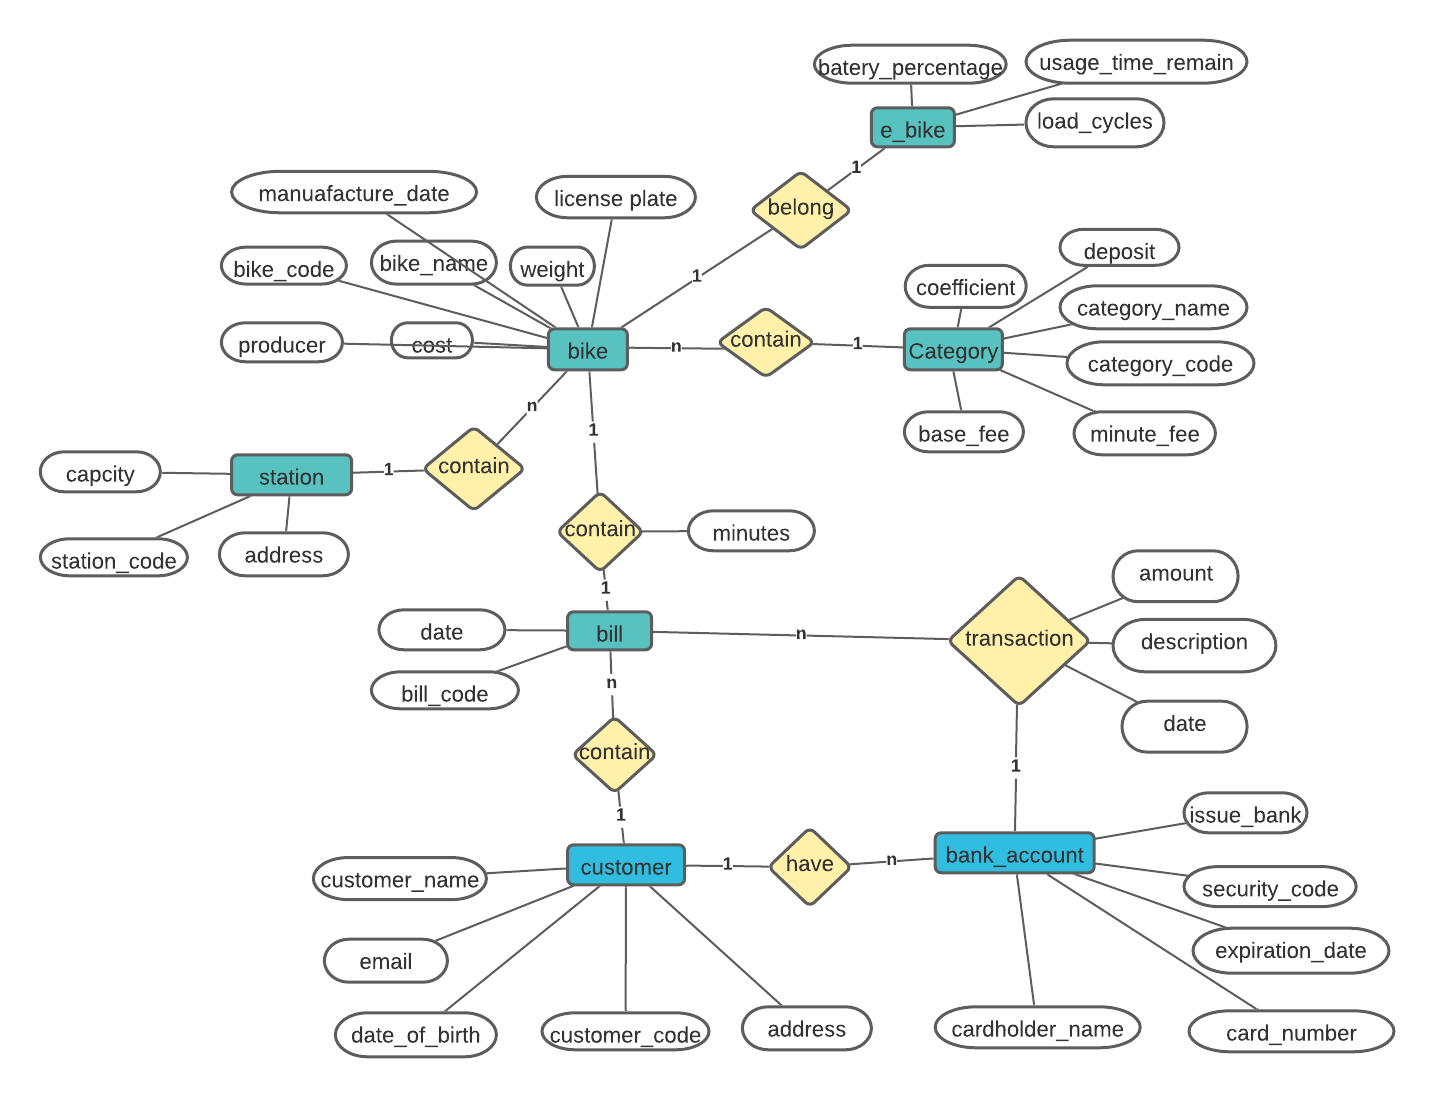 batery_percentage
usage_time_remain
load_cycles
e_bike
1
belong
manuafacture_date
license plate
bike_code
bike_name
weight
1
deposit
coefficient
category_name
producer
cost
bike
n
contain
1
Category
category_code
base_fee
minute_fee
n
1
capcity
station
1
contain
station_code
address
contain
minutes
1
date
bill
n
transaction
amount
description
date
bill_code
n
contain
1
1
issue_bank
customer_name
customer
1
have
n
bank_account
security_code
email
expiration_date
date_of_birth
customer_code
address
cardholder_name
card_number